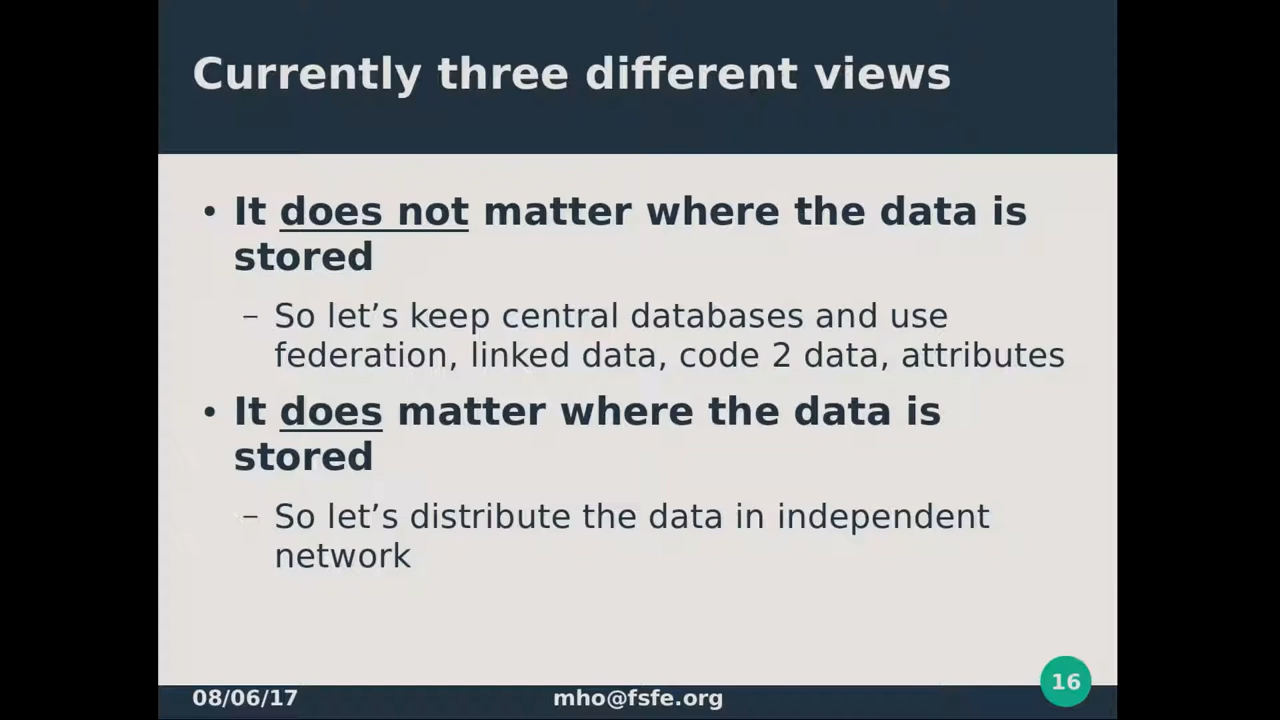 Currently three different views
• It does not matter where the data is
stored
– So let’s keep central databases and use
federation, linked data, code 2 data, attributes
• It does matter where the data is
stored
– So let’s distribute the data in independent
network
08/06/17
mho@fsfe.org
16